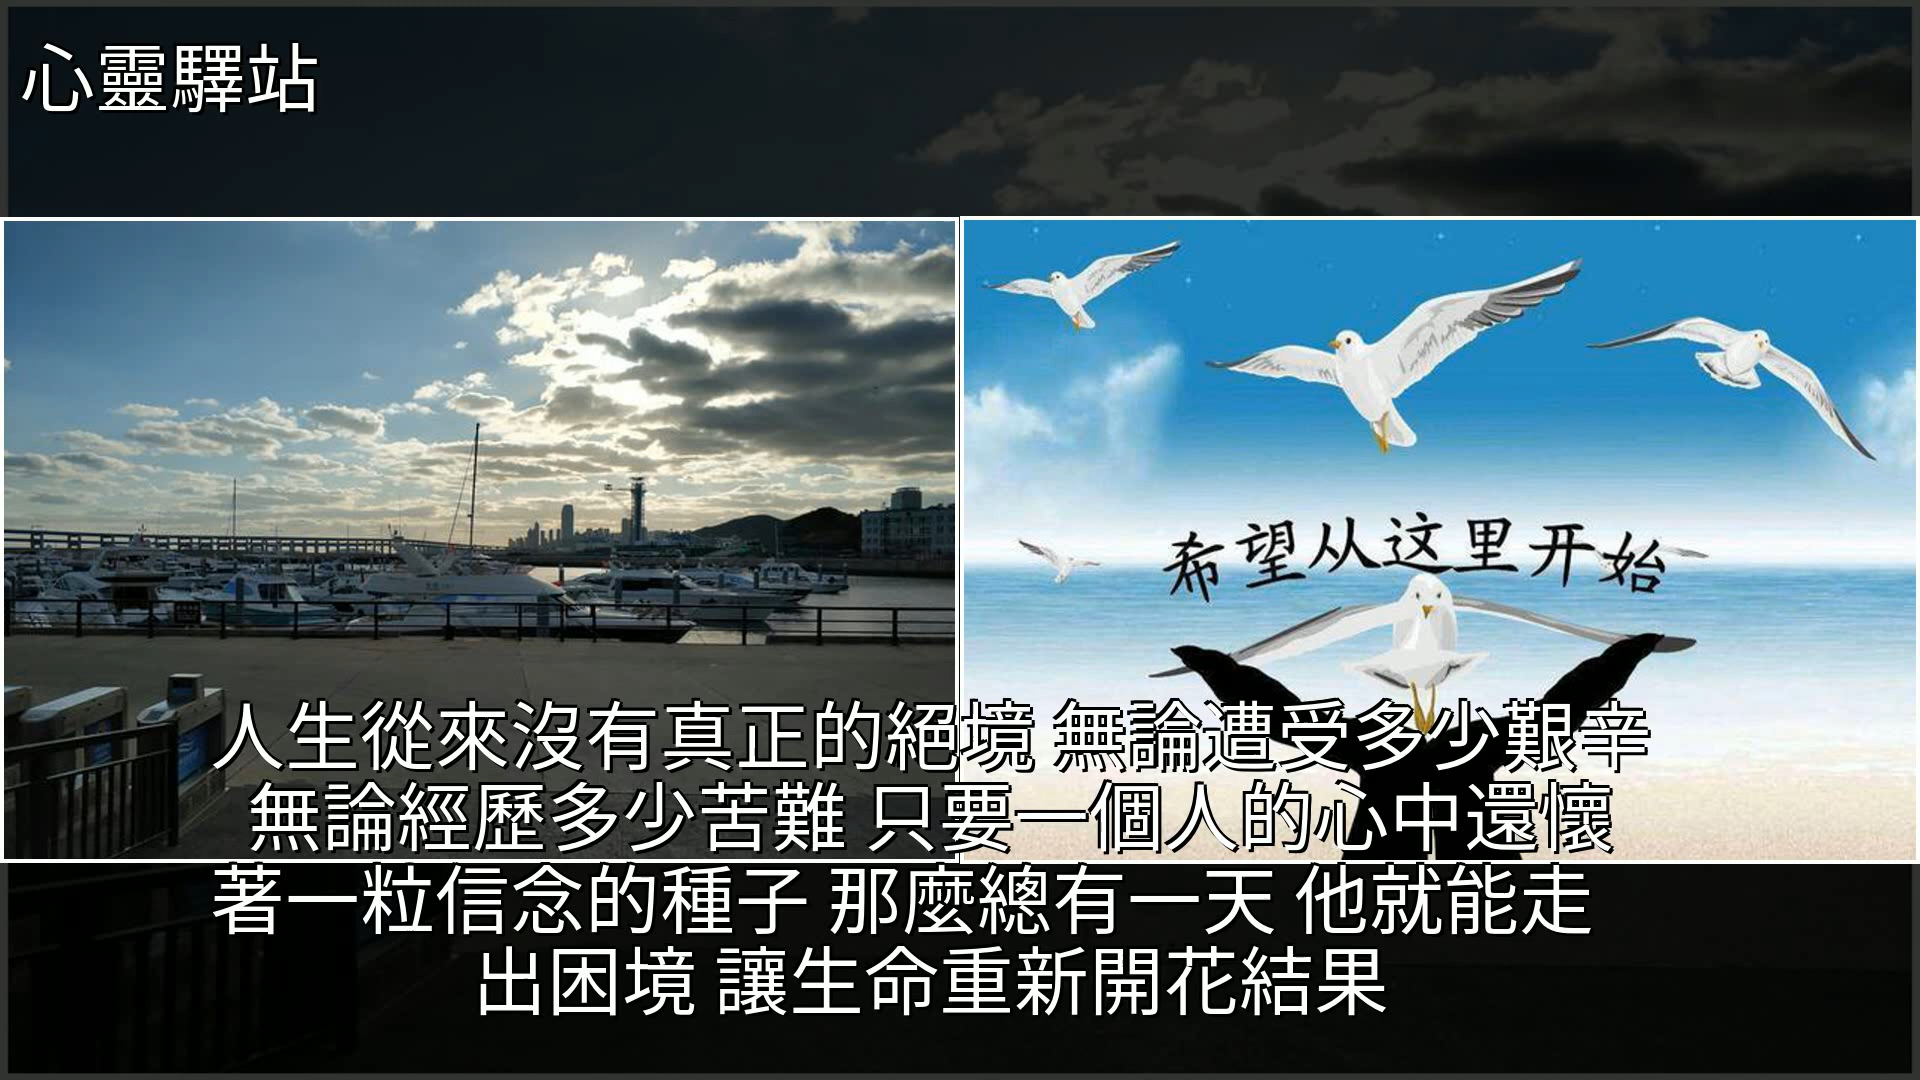 心靈驛站
希望从这里开始
人生從來沒有真正的絕境 無論遭受多少艱辛
無論經歷多少苦難 只要一個人的心中還懷
著一粒信念的種子 那麼總有一天 他就能走
出困境 讓生命重新開花結果